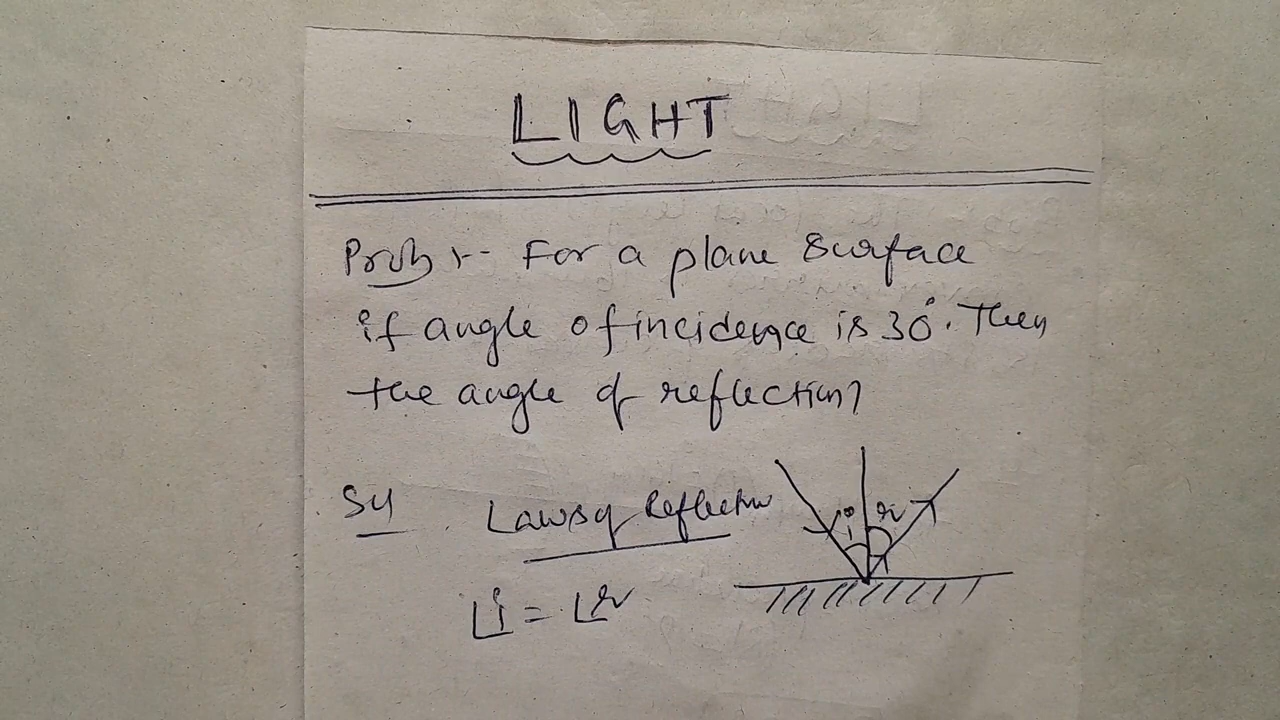 LIGHT
Prob 1:- For a plane surface
if angle of incidence is 30°. Then
the angle of reflection?
Sol Laws of Reflection
i r
∠i = ∠r